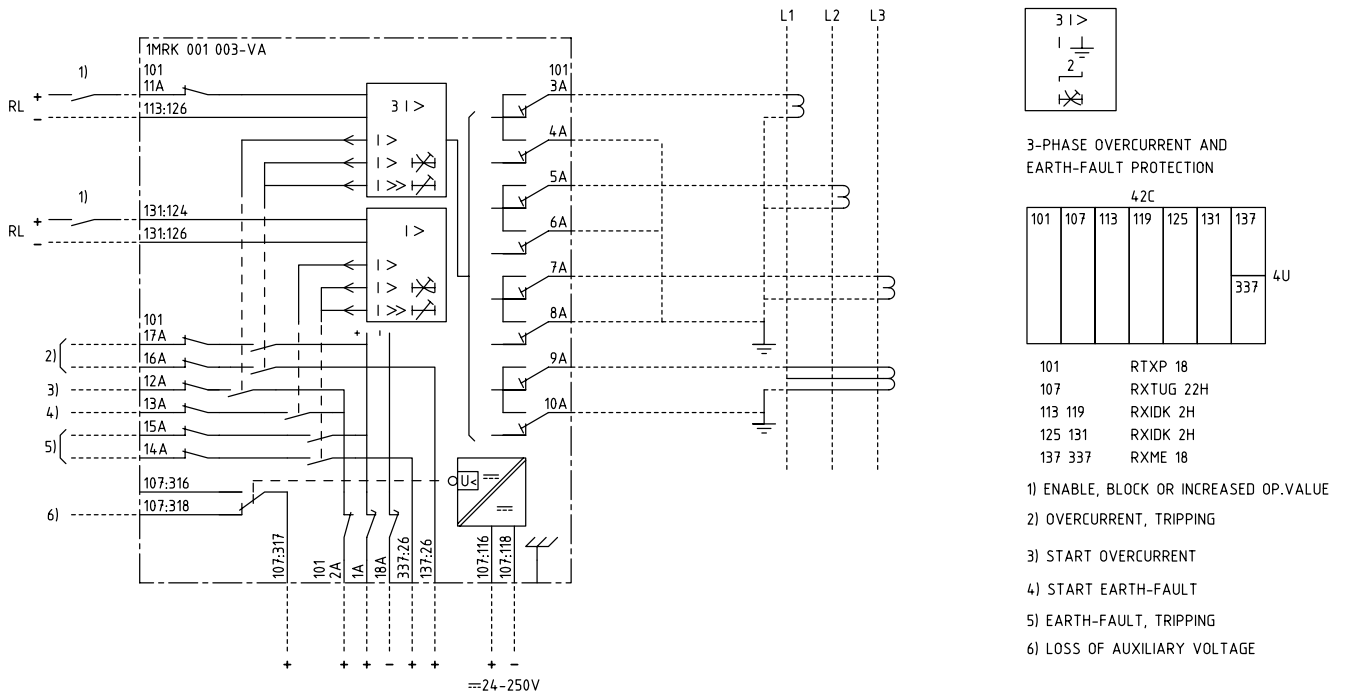 L1 L2 L3
1MRK 001 003-VA
1)
101
11A
RL + −
113:126
3 I>
I>
I>
I>>
1)
RL + −
131:124
131:126
I>
I>
I>
I>>
+ -
101
17A
16A
12A
13A
15A
14A
2)
3)
4)
5)
107:316
107:318
6)
101
3A
4A
5A
6A
7A
8A
9A
10A
U<
107:317
101
2A
1A
18A
337:26
137:26
107:116
107:118
+ + + − + + + −
24-250V
3 I>
I
2
3-PHASE OVERCURRENT AND
EARTH-FAULT PROTECTION
42C
101 107 113 119 125 131 137
337
4U
101 RTXP 18
107 RXTUG 22H
113 119 RXIDK 2H
125 131 RXIDK 2H
137 337 RXME 18
1) ENABLE, BLOCK OR INCREASED OP.VALUE
2) OVERCURRENT, TRIPPING
3) START OVERCURRENT
4) START EARTH-FAULT
5) EARTH-FAULT, TRIPPING
6) LOSS OF AUXILIARY VOLTAGE